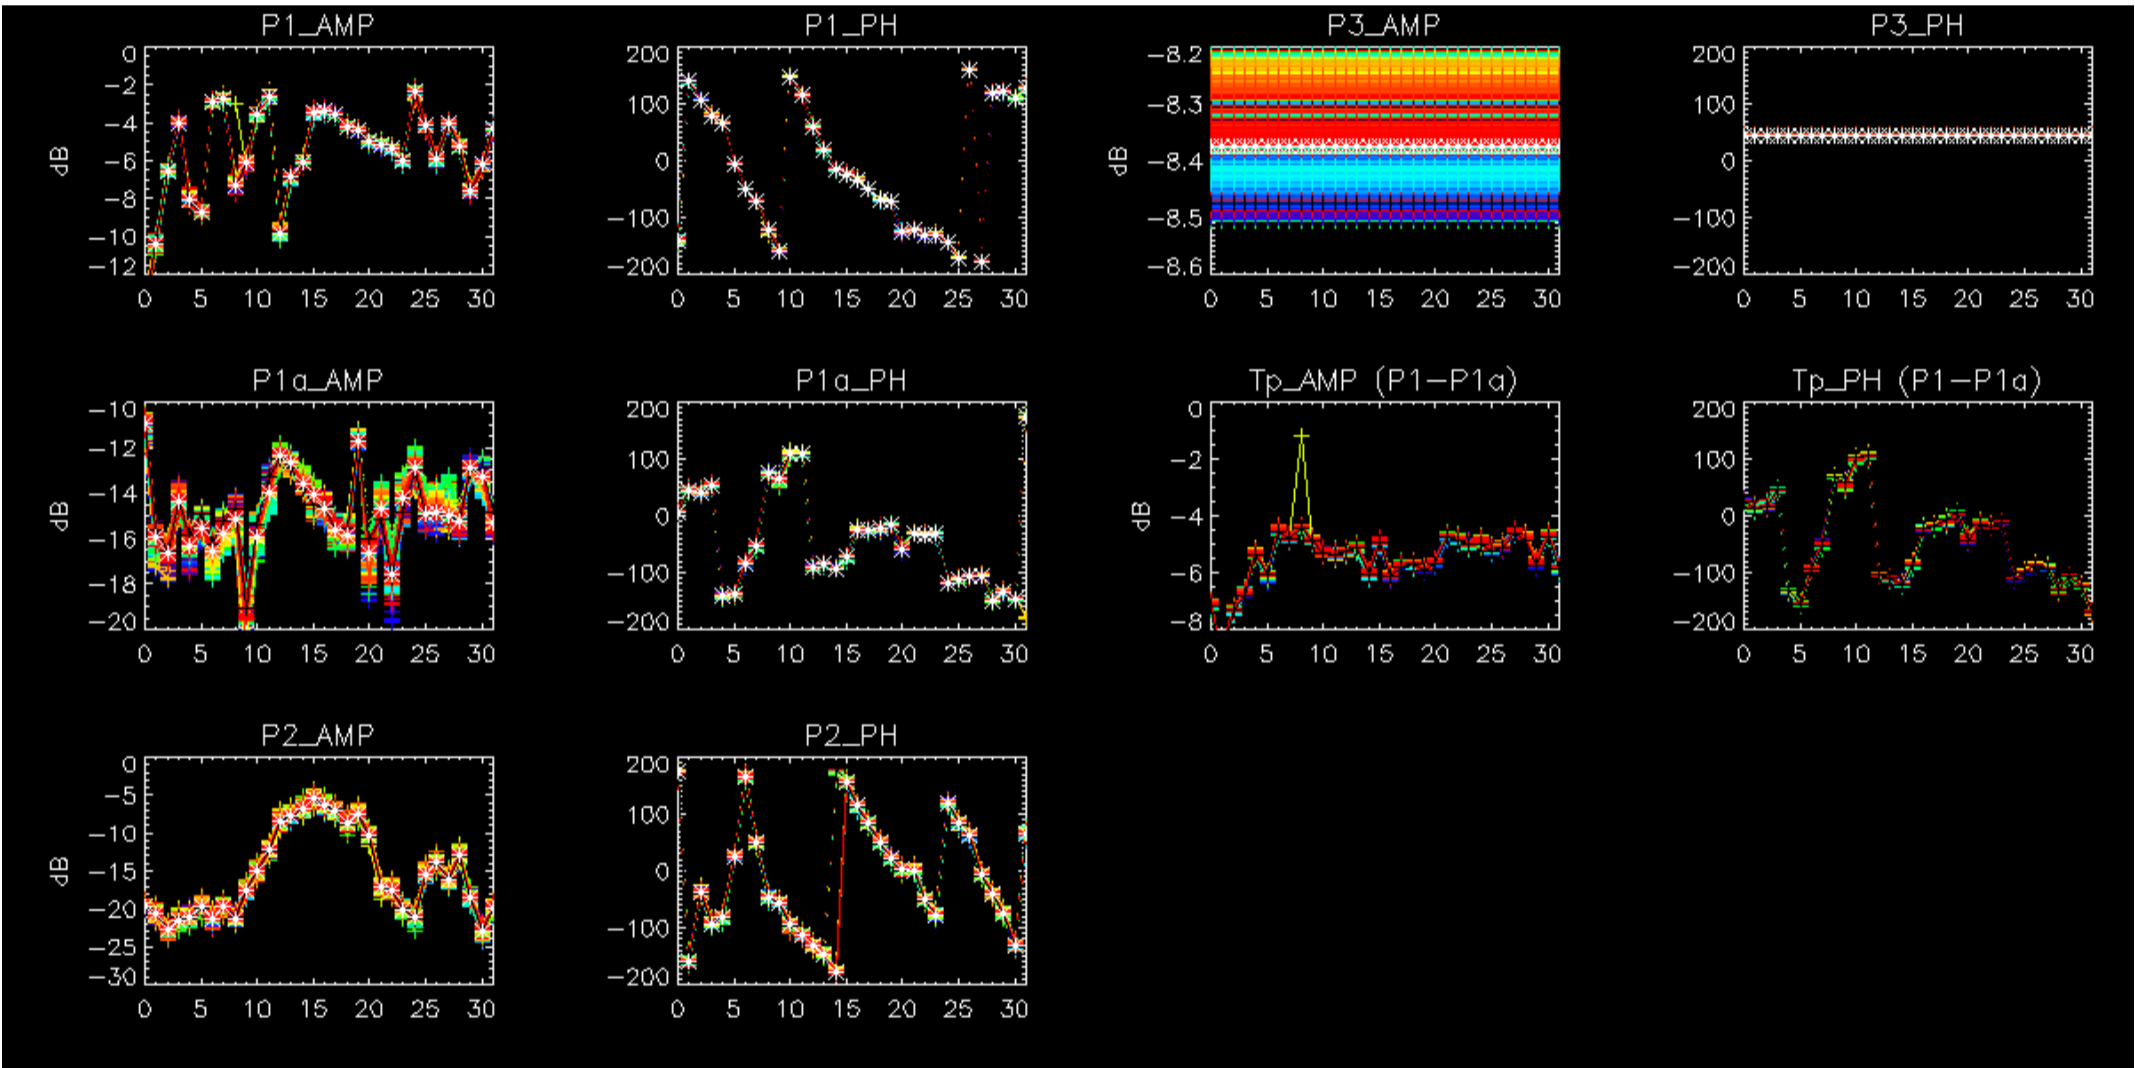 P1_AMP P1_PH P3_AMP P3_PH
0 200 -8.2 200
-2 100 -8.3 100
-4 0 -8.4 0
-6 -100 -8.5 -100
-8 -200 -8.6 -200
-10
-12
dB dB
0 5 10 15 20 25 30 0 5 10 15 20 25 30 0 5 10 15 20 25 30 0 5 10 15 20 25 30
P1a_AMP P1a_PH Tp_AMP (P1-P1a) Tp_PH (P1-P1a)
-10 200 0 200
-12 100 -2 100
-14 0 -4 0
-16 -100 -6 -100
-18 -200 -8 -200
-20
dB dB
0 5 10 15 20 25 30 0 5 10 15 20 25 30 0 5 10 15 20 25 30 0 5 10 15 20 25 30
P2_AMP P2_PH
0 200
-5 100
-10 0
-15 -100
-20 -200
-25
-30
dB
0 5 10 15 20 25 30 0 5 10 15 20 25 30